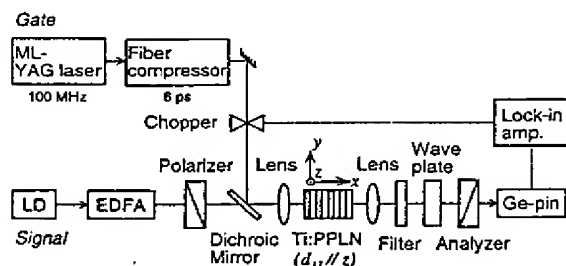 Gate
ML-
YAG laser
100 MHz
Fiber
compressor
6 ps
Chopper
Lock-in
amp.
Polarizer
Lens
y
z
x
Lens
Wave
plate
LD
EDFA
Ge-pin
Signal
Dichroic
Mirror
Ti:PPLN
Filter
Analyzer